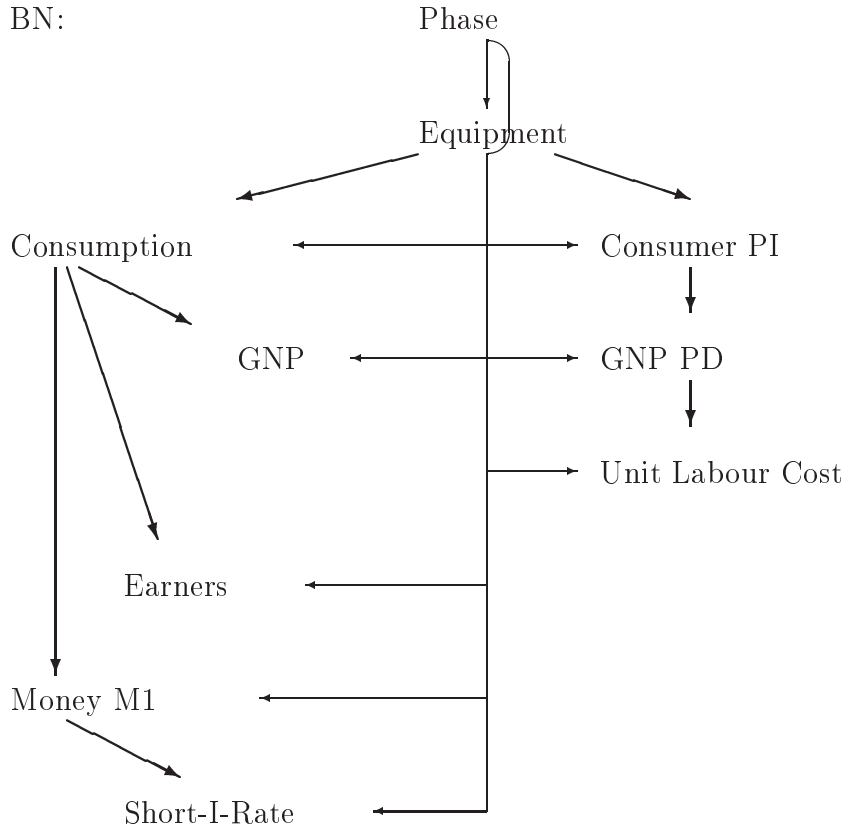 BN: Phase
Equipment
Consumption Consumer PI
GNP GNP PD
Unit Labour Cost
Earners
Money M1
Short-I-Rate